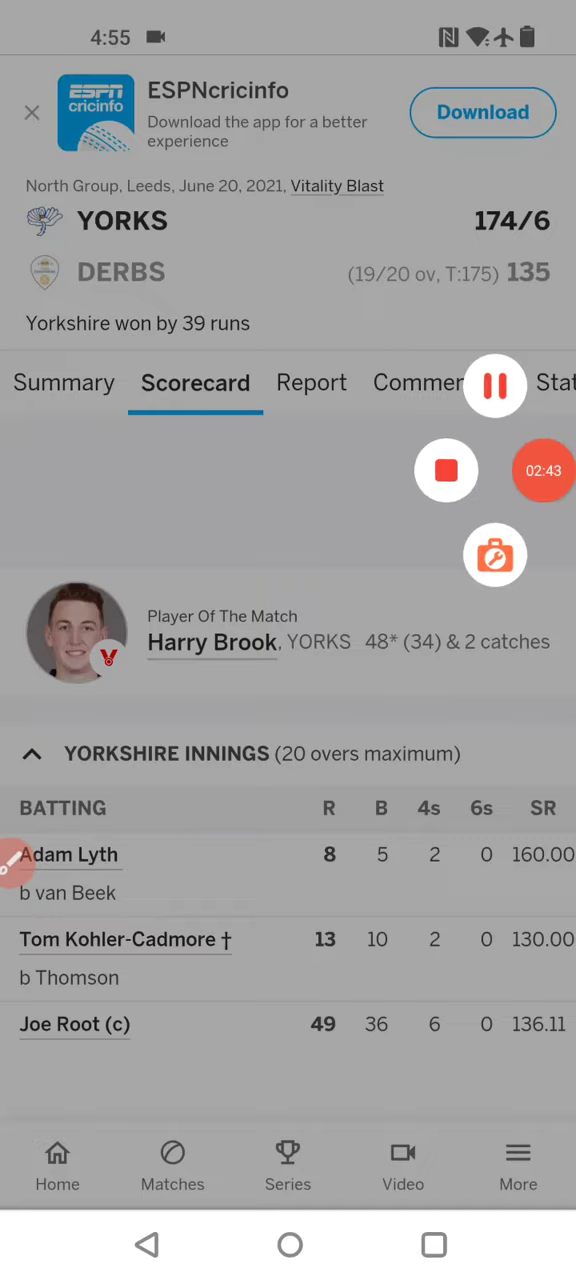 4:55
ESPN
cricinfo
ESPNcricinfo
Download the app for a better
experience
Download
North Group, Leeds, June 20, 2021, Vitality Blast
YORKS 174/6
DERBS (19/20 ov, T:175) 135
Yorkshire won by 39 runs
Summary Scorecard Report Commer Stat
02:43
Player Of The Match
Harry Brook, YORKS 48* (34) & 2 catches
YORKSHIRE INNINGS (20 overs maximum)
BATTING R B 4s 6s SR
Adam Lyth 8 5 2 0 160.00
b van Beek
Tom Kohler-Cadmore † 13 10 2 0 130.00
b Thomson
Joe Root (c) 49 36 6 0 136.11
Home Matches Series Video More